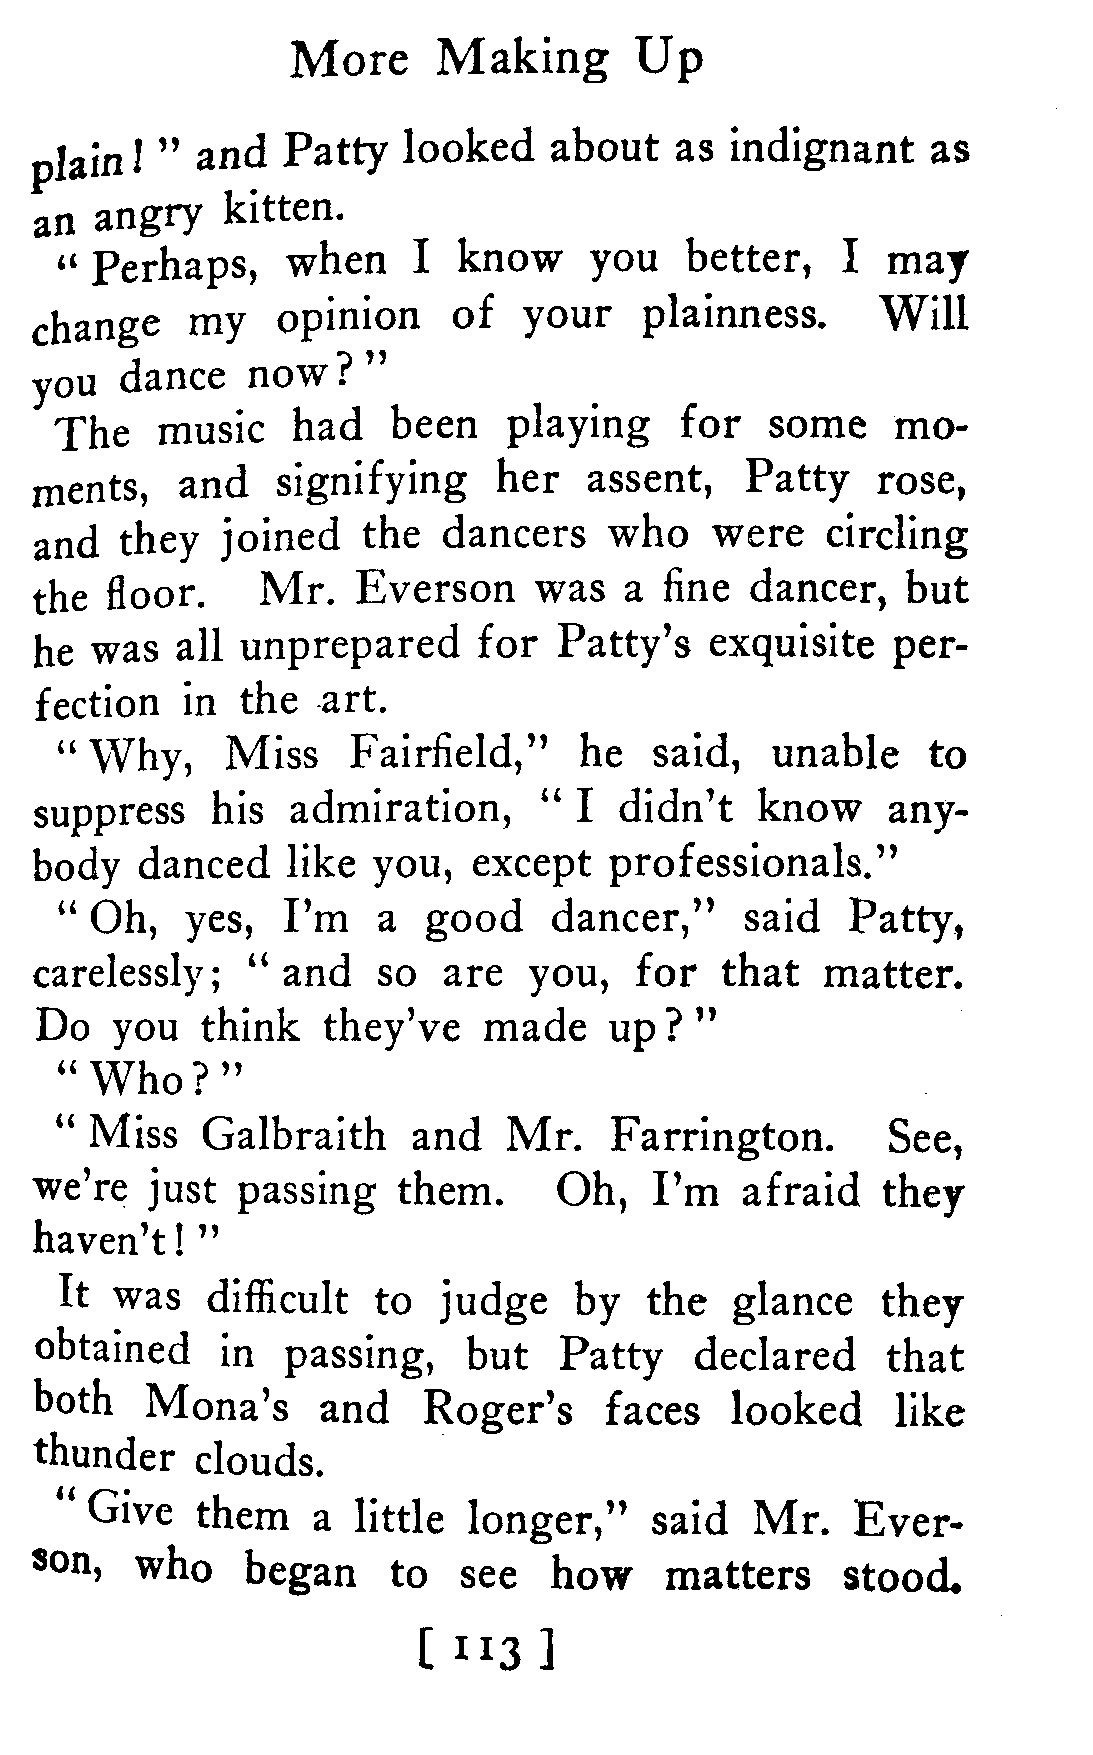 More Making Up
plain!" and Patty looked about as indignant as
an angry kitten.
"Perhaps, when I know you better, I may
change my opinion of your plainness. Will
you dance now?"
The music had been playing for some mo-
ments, and signifying her assent, Patty rose,
and they joined the dancers who were circling
the floor. Mr. Everson was a fine dancer, but
he was all unprepared for Patty's exquisite per-
fection in the art.
"Why, Miss Fairfield," he said, unable to
suppress his admiration, "I didn't know any-
body danced like you, except professionals."
"Oh, yes, I'm a good dancer," said Patty,
carelessly; "and so are you, for that matter.
Do you think they've made up?"
"Who?"
"Miss Galbraith and Mr. Farrington. See,
we're just passing them. Oh, I'm afraid they
haven't!"
It was difficult to judge by the glance they
obtained in passing, but Patty declared that
both Mona's and Roger's faces looked like
thunder clouds.
"Give them a little longer," said Mr. Ever-
son, who began to see how matters stood.
[ 113 ]